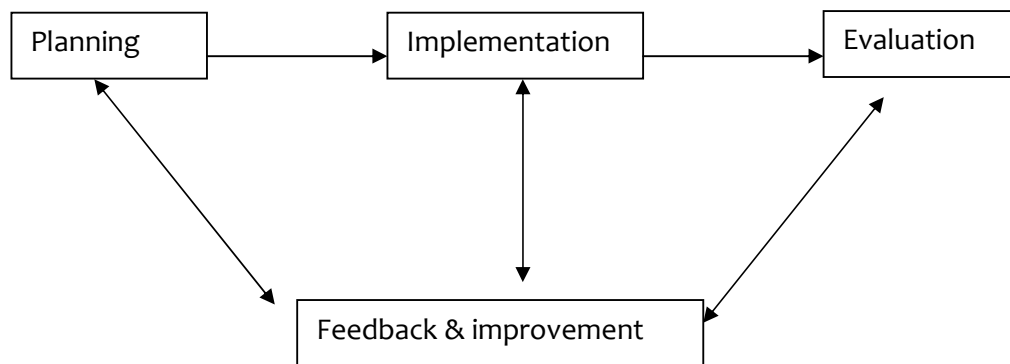 Planning
Implementation
Evaluation
Feedback & improvement